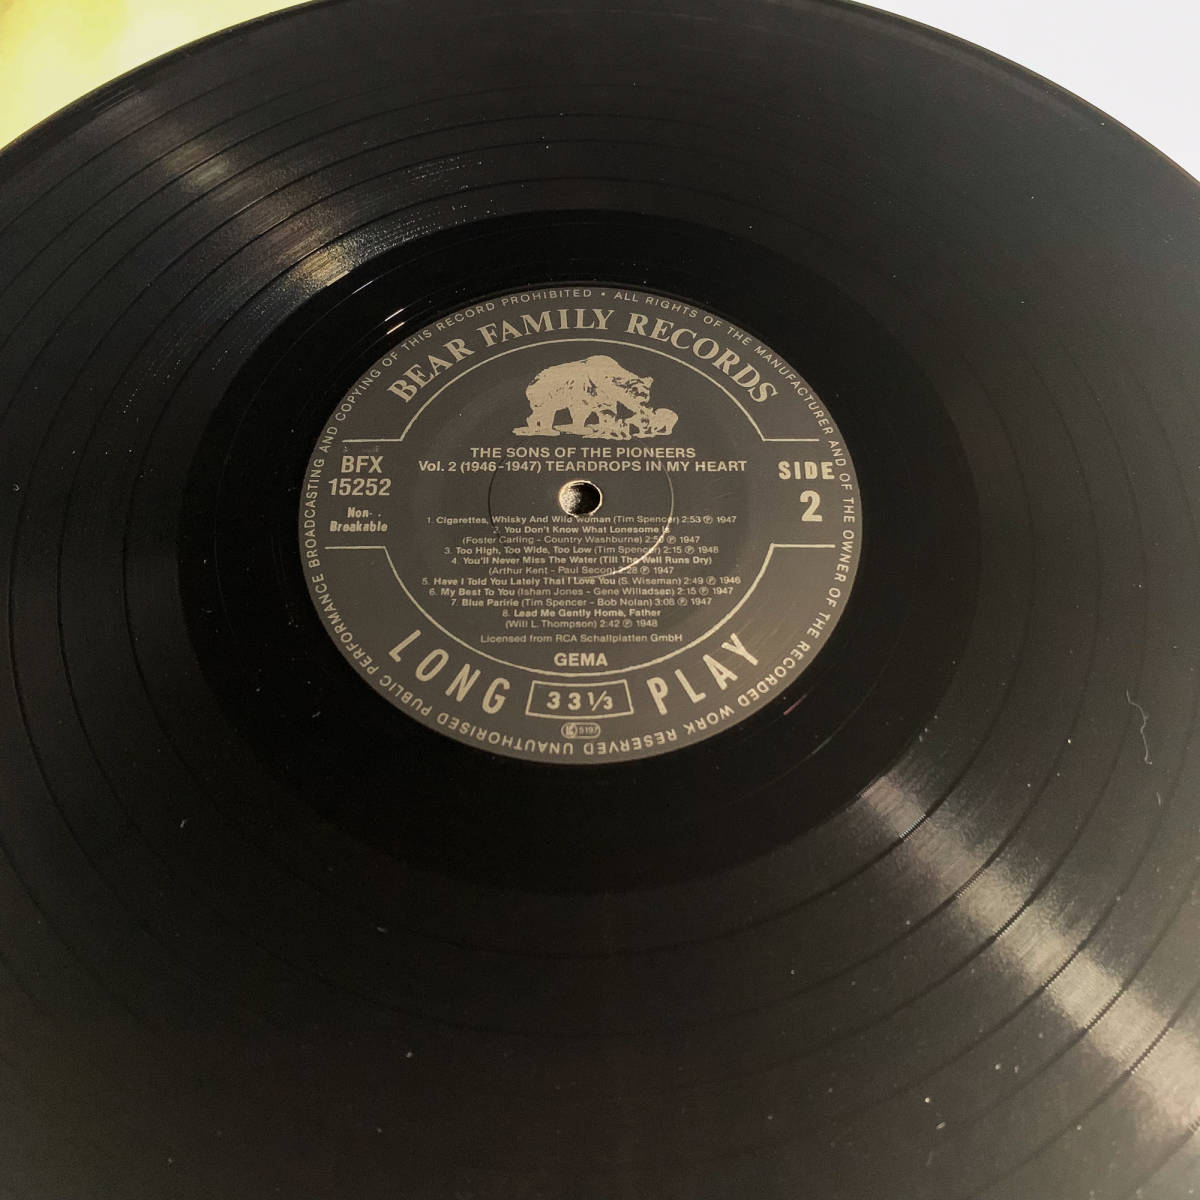 UNAUTHORISED PUBLIC PERFORMANCE BROADCASTING AND COPYING OF THIS RECORD PROHIBITED • ALL RIGHTS OF THE MANUFACTURER AND OF THE OWNER OF THE RECORDED WORK RESERVED
BEAR FAMILY RECORDS
THE SONS OF THE PIONEERS
Vol. 2 (1946-1947) TEARDROPS IN MY HEART
BFX
15252
Non-
Breakable
SIDE
2
1. Cigarettes, Whisky And Wild Woman (Tim Spencer) 2:53 Ⓟ 1947
2. You Don't Know What Lonesome Is
(Foster Carling - Country Washburne) 2:50 Ⓟ 1947
3. Too High, Too Wide, Too Low (Tim Spencer) 2:15 Ⓟ 1948
4. You'll Never Miss The Water (Till The Well Runs Dry)
(Arthur Kent - Paul Secon) 2:28 Ⓟ 1947
5. Have I Told You Lately That I Love You (S. Wiseman) 2:49 Ⓟ 1946
6. My Best To You (Isham Jones - Gene Willadsen) 2:15 Ⓟ 1947
7. Blue Paririe (Tim Spencer - Bob Nolan) 3:08 Ⓟ 1947
8. Lead Me Gently Home, Father
(Will L. Thompson) 2:42 Ⓟ 1948
Licensed from RCA Schallplatten GmbH
GEMA
LONG PLAY
33 1/3
LC 5197